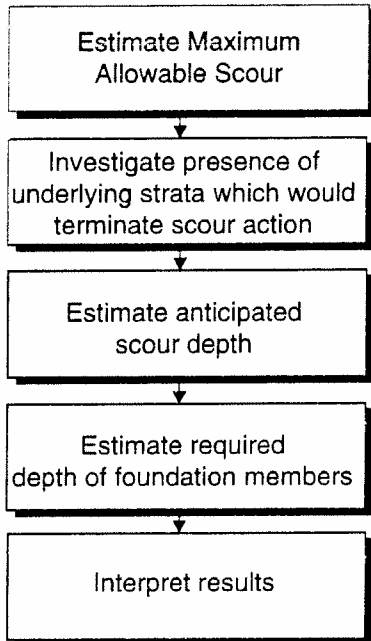 Estimate Maximum
Allowable Scour
Investigate presence of
underlying strata which would
terminate scour action
Estimate anticipated
scour depth
Estimate required
depth of foundation members
Interpret results